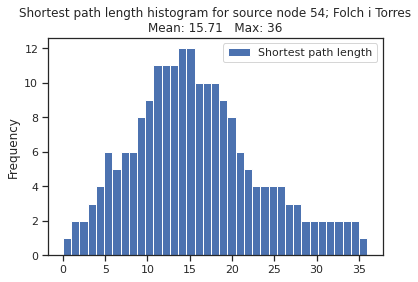 Shortest path length histogram for source node 54; Folch i Torres
Mean: 15.71   Max: 36
Shortest path length
Frequency
12
10
8
6
4
2
0
0 5 10 15 20 25 30 35